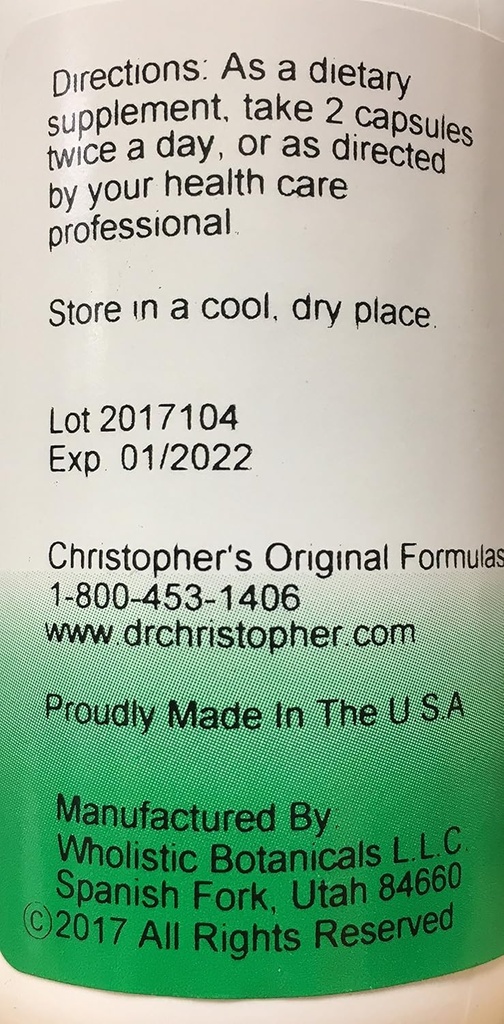 Directions: As a dietary
supplement, take 2 capsules
twice a day, or as directed
by your health care
professional.
Store in a cool, dry place.
Lot 2017104
Exp. 01/2022
Christopher's Original Formulas
1-800-453-1406
www.drchristopher.com
Proudly Made In The U.S.A
Manufactured By:
Wholistic Botanicals L.L.C.
Spanish Fork, Utah 84660
©2017 All Rights Reserved